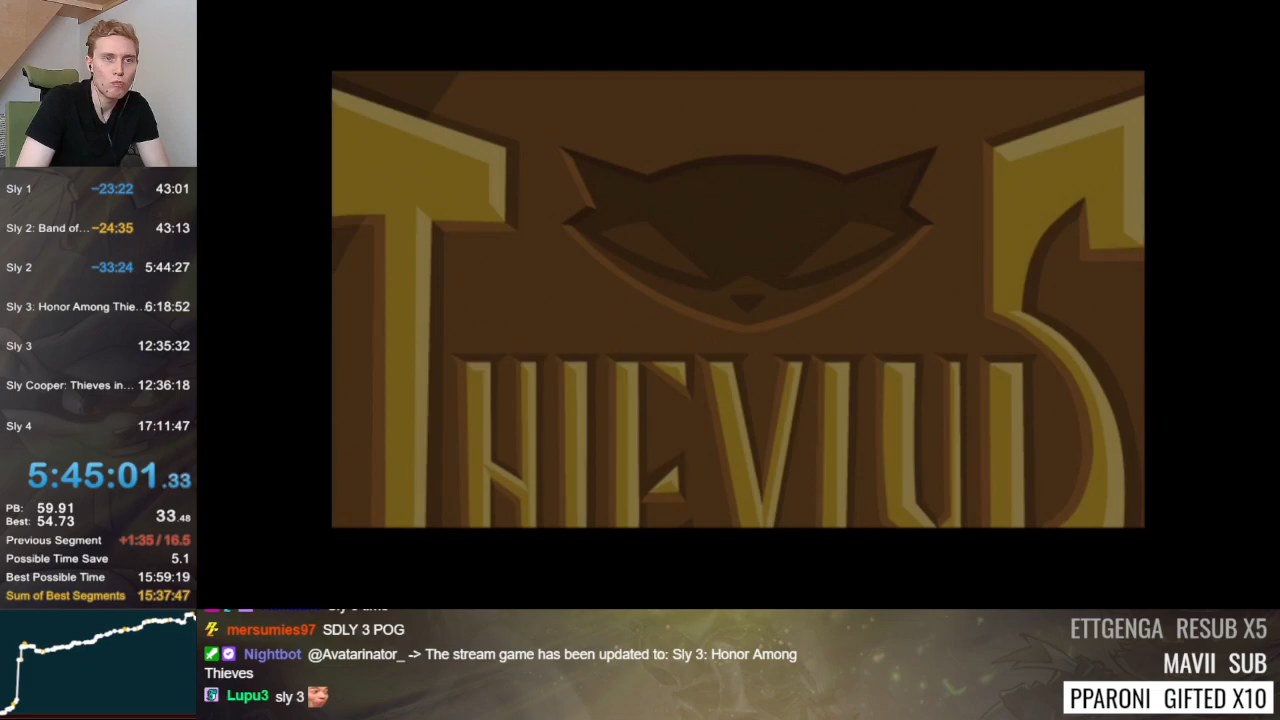 Sly 1 −23:22 43:01
Sly 2: Band of... −24:35 43:13
Sly 2 −33:24 5:44:27
Sly 3: Honor Among Thie... 6:18:52
Sly 3 12:35:32
Sly Cooper: Thieves in... 12:36:18
Sly 4 17:11:47
5:45:01.33
PB: 59.91
Best: 54.73
33.48
Previous Segment +1:35 / 16.5
Possible Time Save 5.1
Best Possible Time 15:59:19
Sum of Best Segments 15:37:47
THIEVIUS
mersumies97 SDLY 3 POG
Nightbot @Avatarinator_ -> The stream game has been updated to: Sly 3: Honor Among
Thieves
Lupu3 sly 3
ETTGENGA RESUB X5
MAVII SUB
PPARONI GIFTED X10